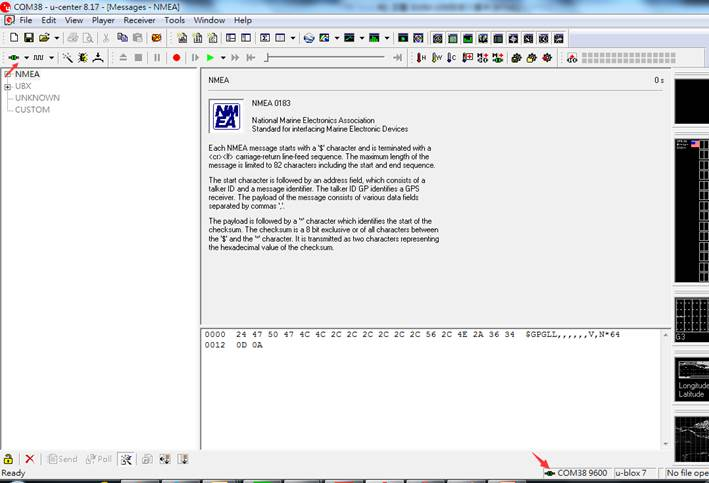 COM38 - u-center 8.17 - [Messages - NMEA]
File Edit View Player Receiver Tools Window Help
NMEA
UBX
UNKNOWN
CUSTOM
NMEA 0 s
NMEA
NMEA 0183
National Marine Electronics Association
Standard for interfacing Marine Electronic Devices
Each NMEA message starts with a '$' character and is terminated with a
<cr><lf> carriage-return line-feed sequence. The maximum length of the
message is limited to 82 characters including the start and end sequence.
The start character is followed by an address field, which consists of a
talker ID and a message identifier. The talker ID GP identifies a GPS
receiver. The payload of the message consists of various data fields
separated by commas ','.
The payload is followed by a '*' character which identifies the start of the
checksum. The checksum is a 8 bit exclusive or of all characters between
the '$' and the '*' character. It is transmitted as two characters representing
the hexadecimal value of the checksum.
0000 24 47 50 47 4C 4C 2C 2C 2C 2C 2C 2C 56 2C 4E 2A 36 34 $GPGLL,,,,,,V,N*64
0012 0D 0A
G 3
Longitude
Latitude
Send Poll
Ready COM38 9600 u-blox 7 No file ope